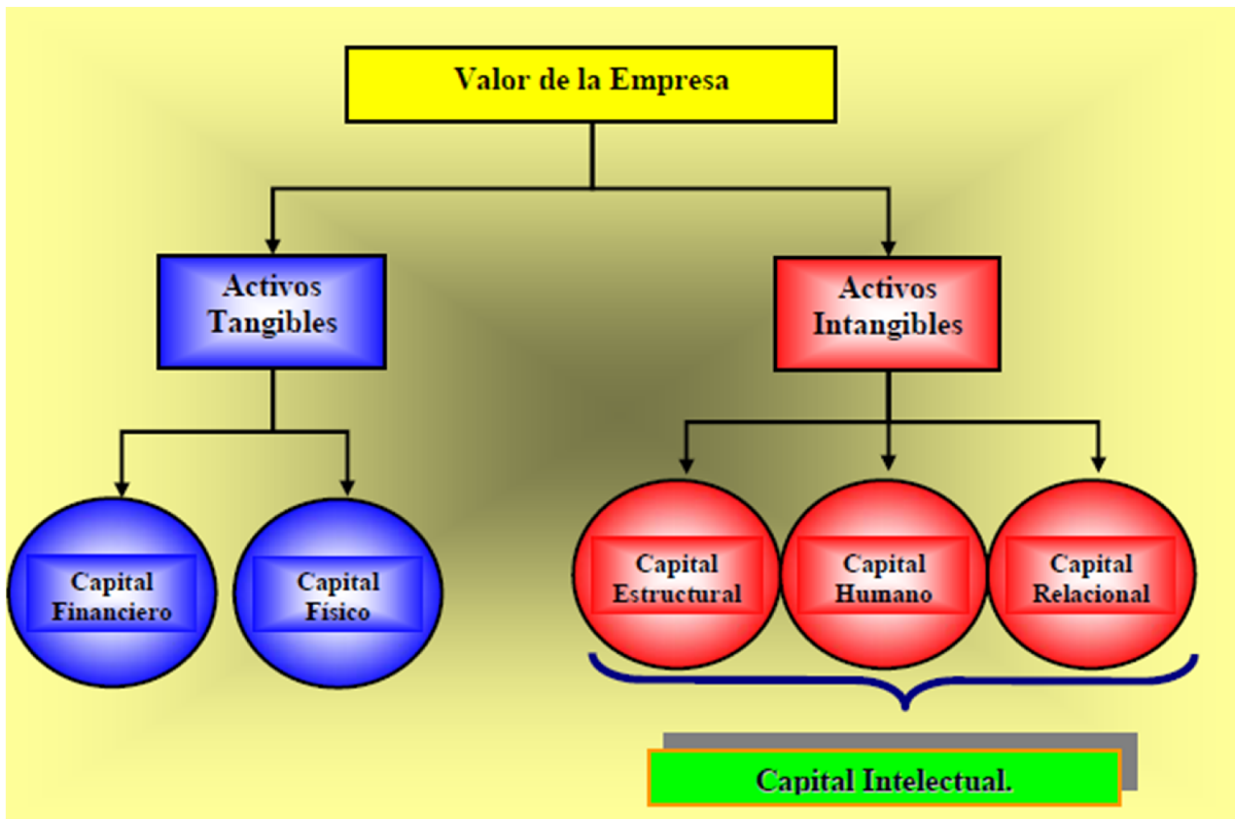 Valor de la Empresa
Activos
Tangibles
Activos
Intangibles
Capital
Financiero
Capital
Físico
Capital
Estructural
Capital
Humano
Capital
Relacional
Capital Intelectual.